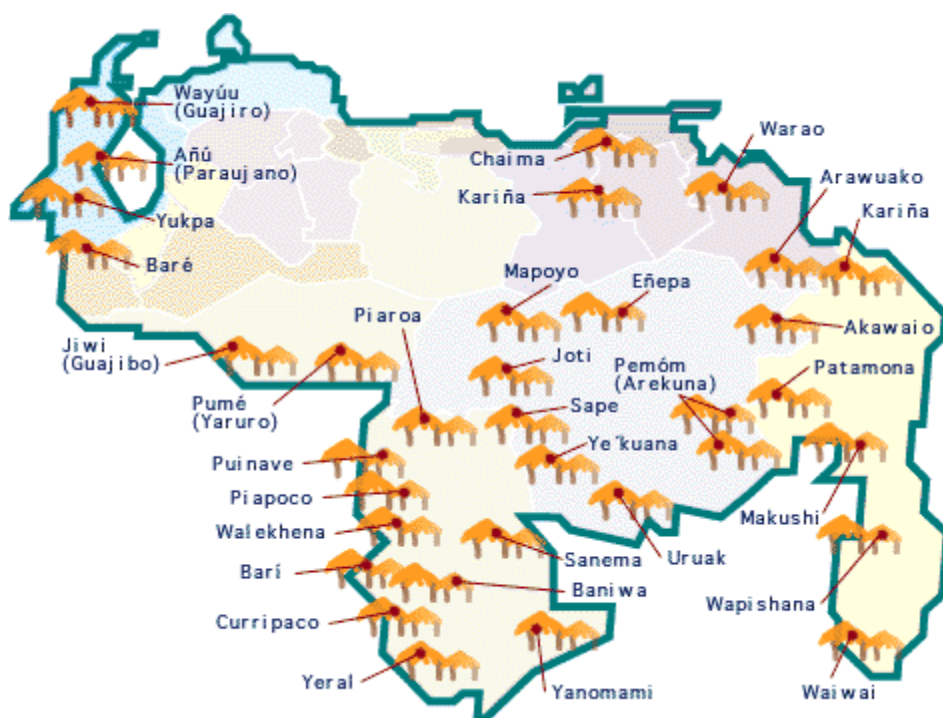 Wayúu
(Guajiro)
Añú
(Paraujano)
Yukpa
Baré
Chaima
Kariña
Warao
Arawuako
Kariña
Mapoyo
Eñepa
Piaroa
Akawaio
Jiwi
(Guajibo)
Joti
Pemóm
(Arekuna)
Patamona
Pumé
(Yaruro)
Sape
Ye´kuana
Puinave
Piapoco
Makushi
Walekhena
Sanema
Uruak
Barí
Baniwa
Wapishana
Curripaco
Yeral
Yanomami
Waiwai